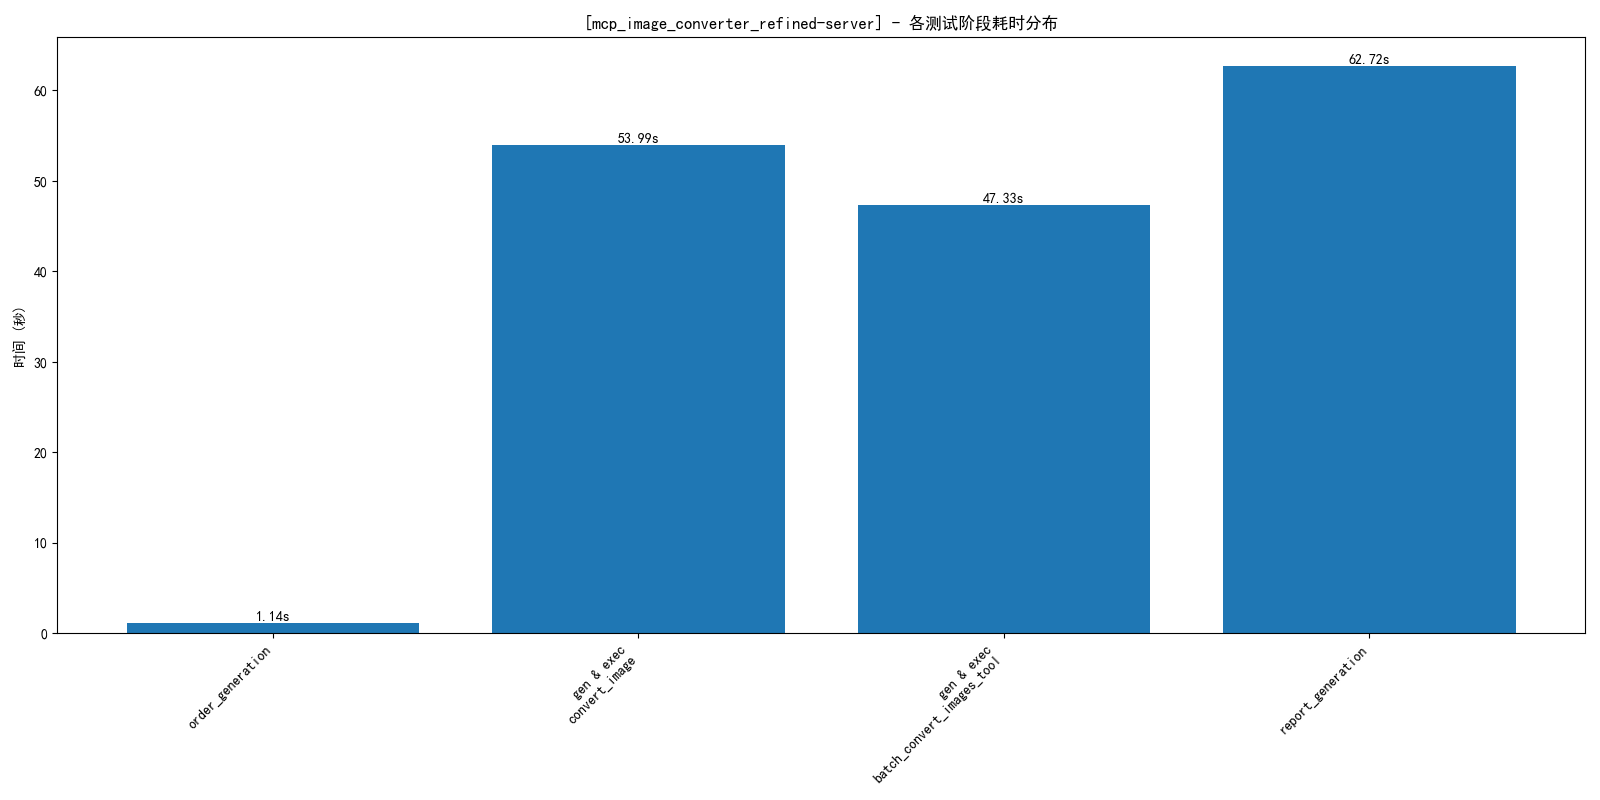 [mcp_image_converter_refined-server] - 各测试阶段耗时分布
时间 (秒)
60
50
40
30
20
10
0
1.14s
53.99s
47.33s
62.72s
order_generation
gen & exec
convert_image
gen & exec
batch_convert_images_tool
report_generation